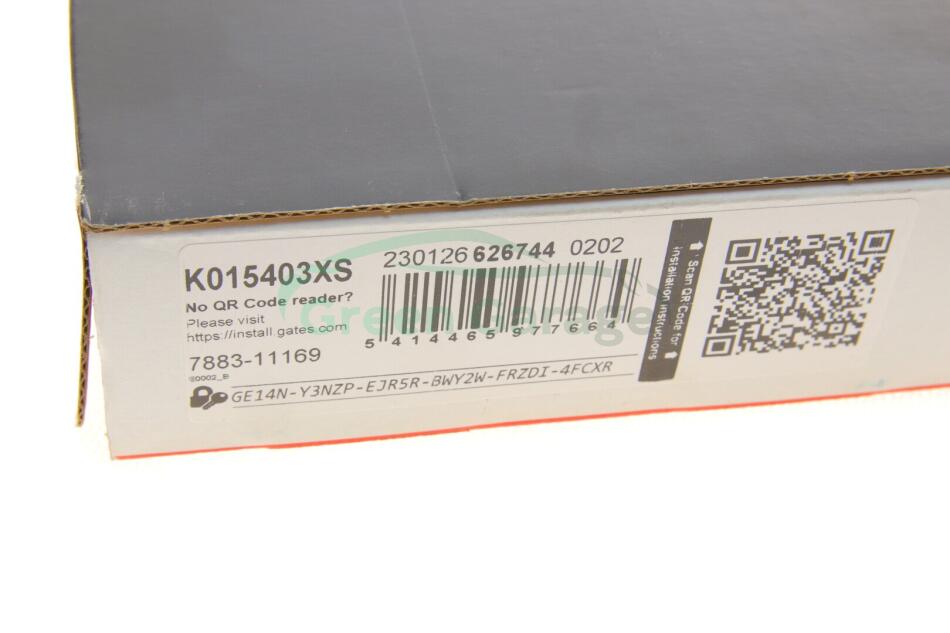 K015403XS
No QR Code reader?
Please visit
https://install.gates.com
7883-11169
S0002_B
GE14N-Y3NZP-EJR5R-BWY2W-FRZDI-4FCXR
230126 626744 0202
5 414465 977664
Scan QR Code for
installation instructions
Green Garage